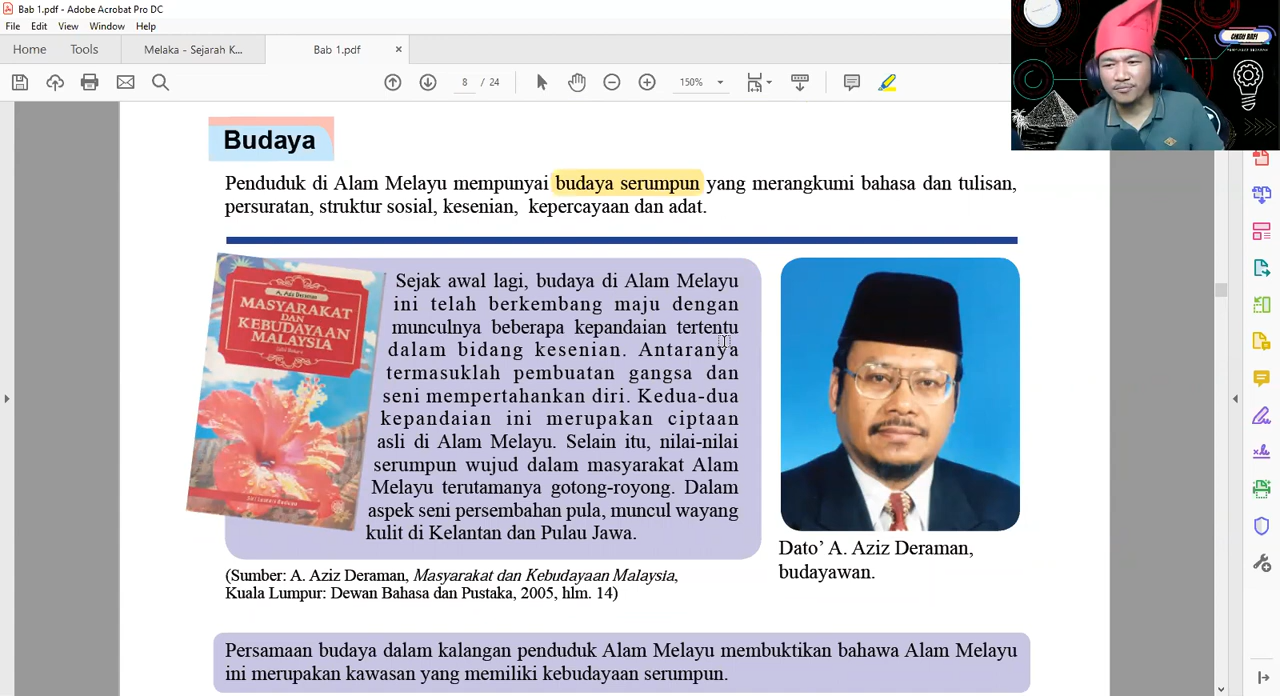 Bab 1.pdf - Adobe Acrobat Pro DC
File Edit View Window Help
Home Tools Melaka - Sejarah K... Bab 1.pdf ×
8 / 24 150%
Budaya
Penduduk di Alam Melayu mempunyai budaya serumpun yang merangkumi bahasa dan tulisan,
persuratan, struktur sosial, kesenian, kepercayaan dan adat.
A. Aziz Deraman
MASYARAKAT
DAN
KEBUDAYAAN
MALAYSIA
Sejak awal lagi, budaya di Alam Melayu
ini telah berkembang maju dengan
munculnya beberapa kepandaian tertentu
dalam bidang kesenian. Antaranya
termasuklah pembuatan gangsa dan
seni mempertahankan diri. Kedua-dua
kepandaian ini merupakan ciptaan
asli di Alam Melayu. Selain itu, nilai-nilai
serumpun wujud dalam masyarakat Alam
Melayu terutamanya gotong-royong. Dalam
aspek seni persembahan pula, muncul wayang
kulit di Kelantan dan Pulau Jawa.
Dato’ A. Aziz Deraman,
budayawan.
(Sumber: A. Aziz Deraman, Masyarakat dan Kebudayaan Malaysia,
Kuala Lumpur: Dewan Bahasa dan Pustaka, 2005, hlm. 14)
Persamaan budaya dalam kalangan penduduk Alam Melayu membuktikan bahawa Alam Melayu
ini merupakan kawasan yang memiliki kebudayaan serumpun.